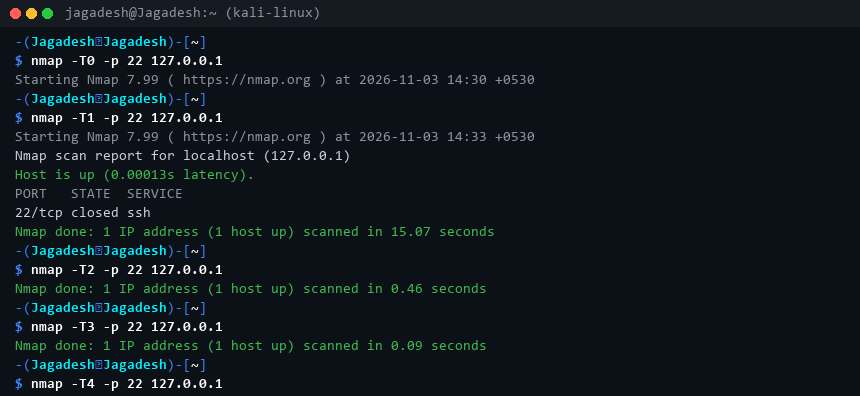 jagadesh@Jagadesh:~ (kali-linux)
-(Jagadesh⍰Jagadesh)-[~]
$ nmap -T0 -p 22 127.0.0.1
Starting Nmap 7.99 ( https://nmap.org ) at 2026-11-03 14:30 +0530
-(Jagadesh⍰Jagadesh)-[~]
$ nmap -T1 -p 22 127.0.0.1
Starting Nmap 7.99 ( https://nmap.org ) at 2026-11-03 14:33 +0530
Nmap scan report for localhost (127.0.0.1)
Host is up (0.00013s latency).
PORT   STATE  SERVICE
22/tcp closed ssh
Nmap done: 1 IP address (1 host up) scanned in 15.07 seconds
-(Jagadesh⍰Jagadesh)-[~]
$ nmap -T2 -p 22 127.0.0.1
Nmap done: 1 IP address (1 host up) scanned in 0.46 seconds
-(Jagadesh⍰Jagadesh)-[~]
$ nmap -T3 -p 22 127.0.0.1
Nmap done: 1 IP address (1 host up) scanned in 0.09 seconds
-(Jagadesh⍰Jagadesh)-[~]
$ nmap -T4 -p 22 127.0.0.1